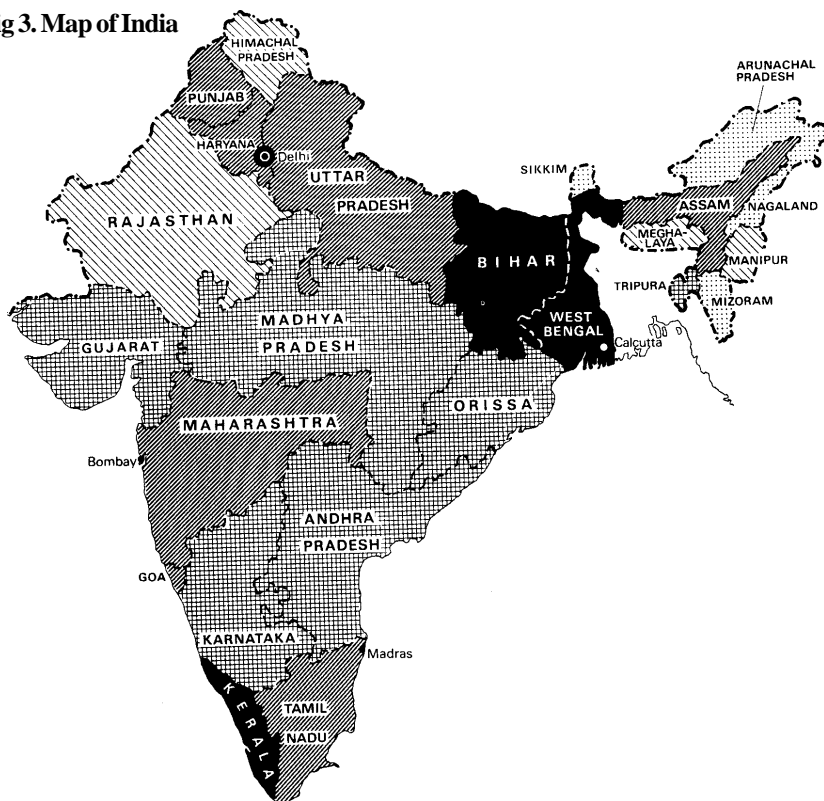 ig 3. Map of India
HIMACHAL
PRADESH
PUNJAB
HARYANA
Delhi
UTTAR
PRADESH
RAJASTHAN
ARUNACHAL
PRADESH
SIKKIM
ASSAM
NAGALAND
MEGHA-
LAYA
MANIPUR
TRIPURA
MIZORAM
BIHAR
WEST
BENGAL
Calcutta
MADHYA
PRADESH
GUJARAT
ORISSA
MAHARASHTRA
Bombay
ANDHRA
PRADESH
GOA
KARNATAKA
Madras
KERALA
TAMIL
NADU